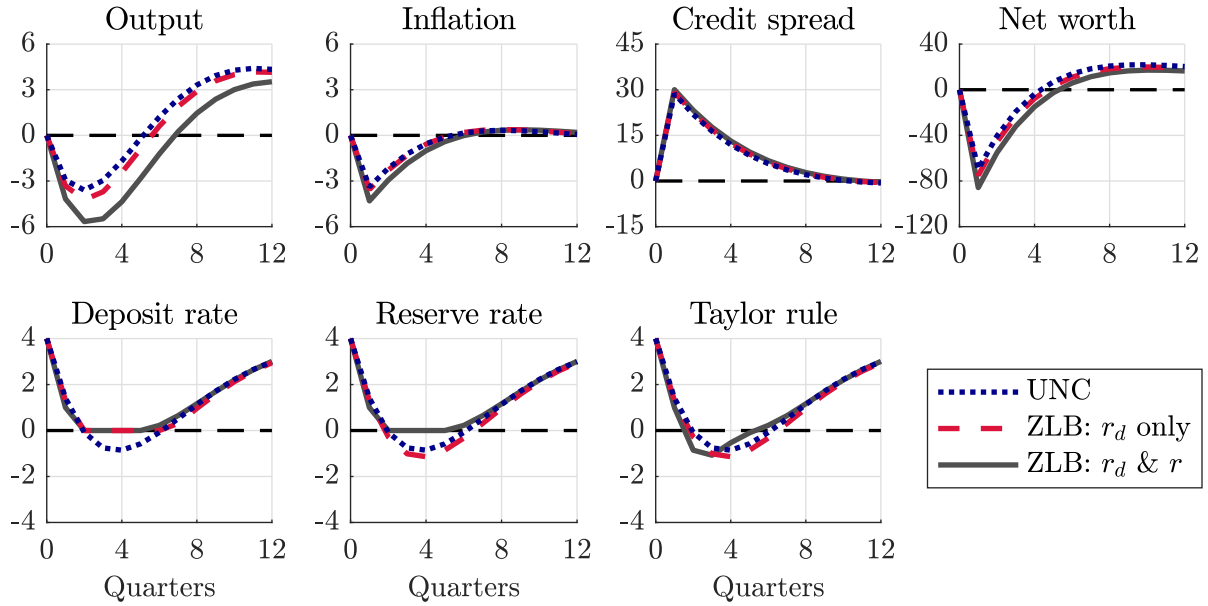 Output
Inflation
Credit spread
Net worth
6
3
0
-3
-6
0 4 8 12
6
3
0
-3
-6
0 4 8 12
45
30
15
0
-15
0 4 8 12
40
0
-40
-80
-120
0 4 8 12
Deposit rate
Reserve rate
Taylor rule
4
2
0
-2
-4
0 4 8 12
Quarters
4
2
0
-2
-4
0 4 8 12
Quarters
4
2
0
-2
-4
0 4 8 12
Quarters
UNC
ZLB: r_d only
ZLB: r_d & r